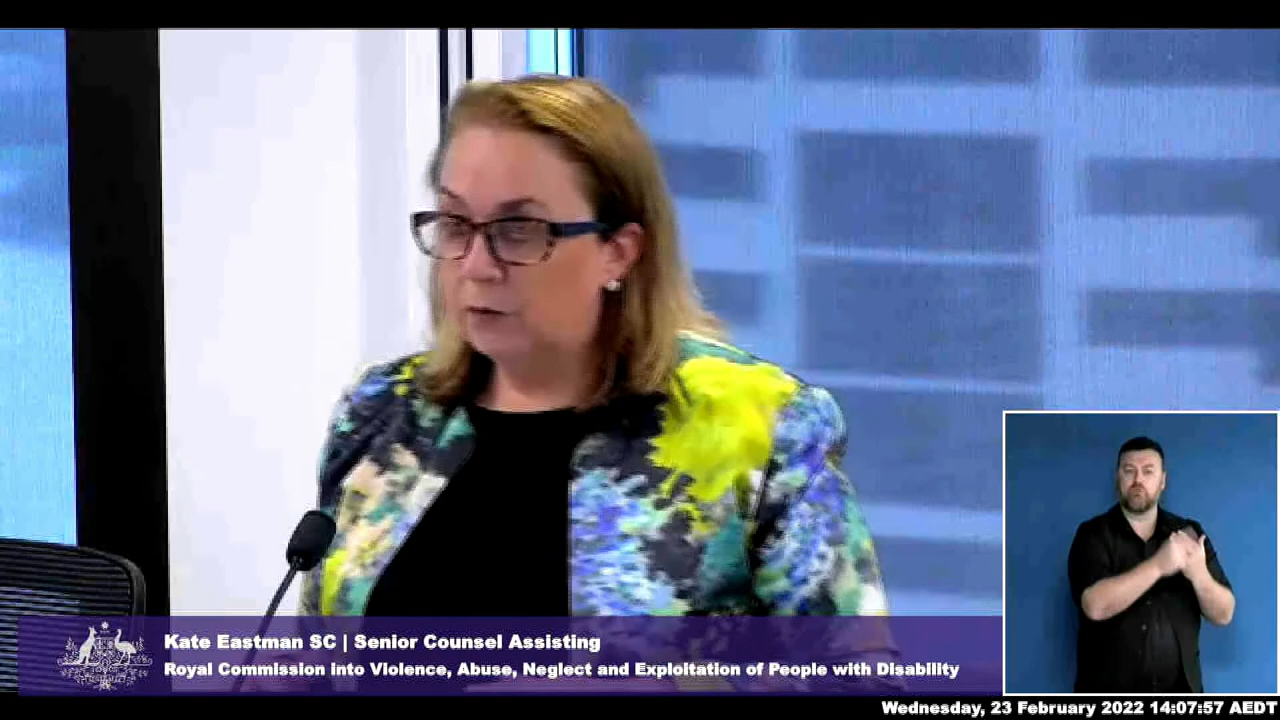 Kate Eastman SC | Senior Counsel Assisting
Royal Commission into Violence, Abuse, Neglect and Exploitation of People with Disability
Wednesday, 23 February 2022 14:07:57 AEDT